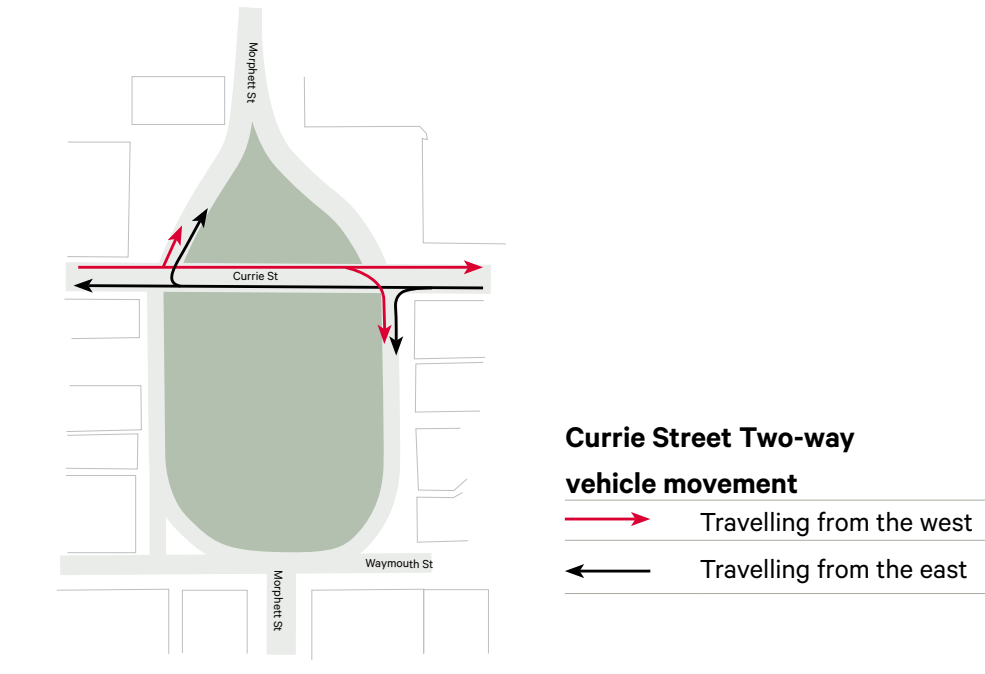 Morphett St
Currie St
Waymouth St
Morphett St
Currie Street Two-way
vehicle movement
Travelling from the west
Travelling from the east